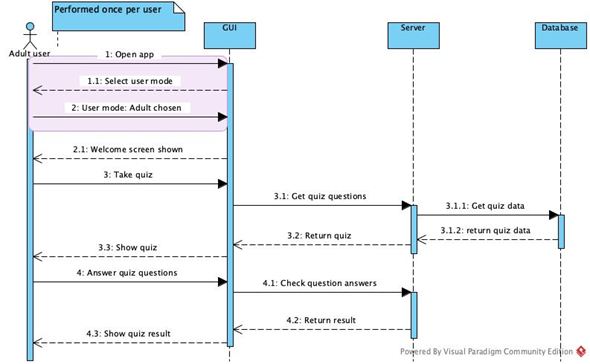 Performed once per user
GUI
Server
Database
Adult user
1: Open app
1.1: Select user mode
2: User mode: Adult chosen
2.1: Welcome screen shown
3: Take quiz
3.1: Get quiz questions
3.1.1: Get quiz data
3.1.2: return quiz data
3.2: Return quiz
3.3: Show quiz
4: Answer quiz questions
4.1: Check question answers
4.2: Return result
4.3: Show quiz result
Powered By Visual Paradigm Community Edition